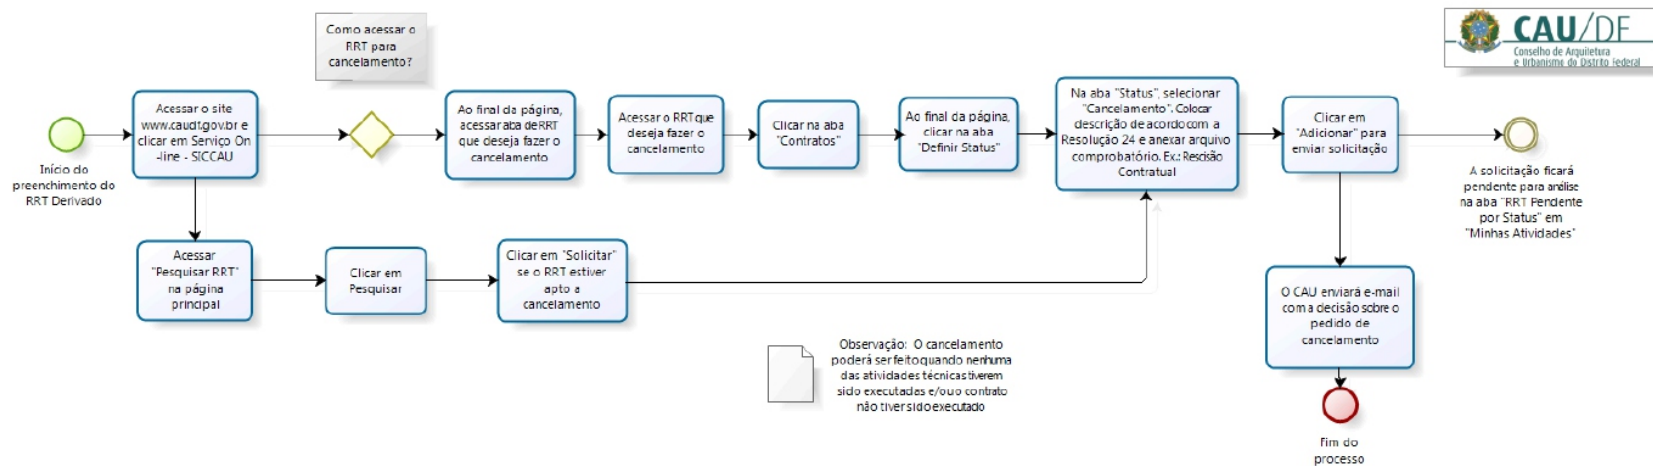 Como acessar o
RRT para
cancelamento?
CAU/DF
Conselho de Arquitetura
e Urbanismo do Distrito Federal
Início do
preenchimento do
RRT Derivado
Acessar o site
www.caudf.gov.br e
clicar em Serviço On
-line - SICCAU
Ao final da página,
acessar aba de RRT
que deseja fazer o
cancelamento
Acessar o RRT que
deseja fazer o
cancelamento
Clicar na aba
"Contratos"
Ao final da página,
clicar na aba
"Definir Status"
Na aba "Status", selecionar
"Cancelamento". Colocar
descrição de acordo com a
Resolução 24 e anexar arquivo
comprobatório. Ex.: Rescisão
Contratual
Clicar em
"Adicionar" para
enviar solicitação
A solicitação ficará
pendente para análise
na aba "RRT Pendente
por Status" em
"Minhas Atividades"
Acessar
"Pesquisar RRT"
na página
principal
Clicar em
Pesquisar
Clicar em "Solicitar"
se o RRT estiver
apto a
cancelamento
O CAU enviará e-mail
com a decisão sobre o
pedido de
cancelamento
Observação: O cancelamento
poderá ser feito quando nenhuma
das atividades técnicas tiverem
sido executadas e/ou o contrato
não tiver sido executado
Fim do
processo